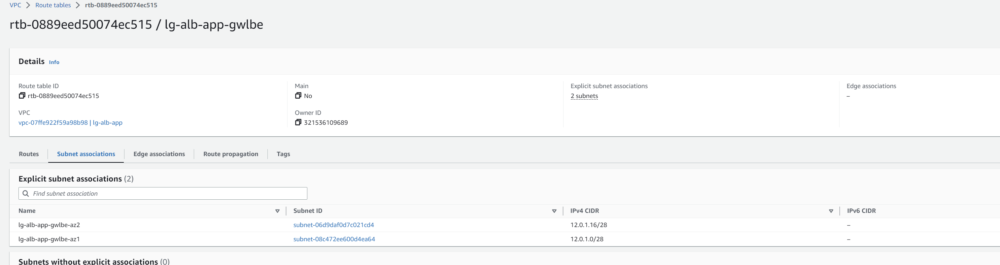 VPC > Route tables > rtb-0889eed50074ec515
rtb-0889eed50074ec515 / lg-alb-app-gwlbe
Details Info
Route table ID
rtb-0889eed50074ec515
Main
No
Explicit subnet associations
2 subnets
Edge associations
–
VPC
vpc-07ffe922f59a98b98 | lg-alb-app
Owner ID
321536109689
Routes Subnet associations Edge associations Route propagation Tags
Explicit subnet associations (2)
Find subnet association
Name Subnet ID IPv4 CIDR IPv6 CIDR
lg-alb-app-gwlbe-az2 subnet-06d9daf0d7c021cd4 12.0.1.16/28 –
lg-alb-app-gwlbe-az1 subnet-08c472ee600d4ea64 12.0.1.0/28 –
Subnets without explicit associations (0)